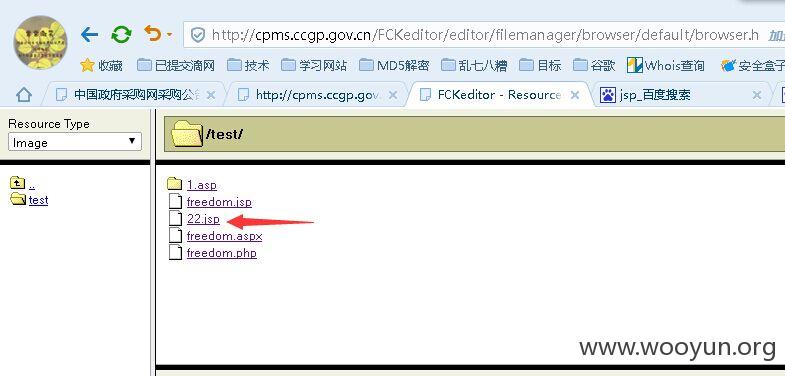 http://cpms.ccgp.gov.cn/FCKeditor/editor/filemanager/browser/default/browser.h
收藏 已提交滴网 技术 学习网站 MD5解密 乱七八糟 目标 谷歌 Whois查询 安全盒子
中国政府采购网采购公告 http://cpms.ccgp.gov. FCKeditor - Resource jsp_百度搜索
Resource Type
Image
/test/
..
test
1.asp
freedom.jsp
22.jsp
freedom.aspx
freedom.php
www.wooyun.org